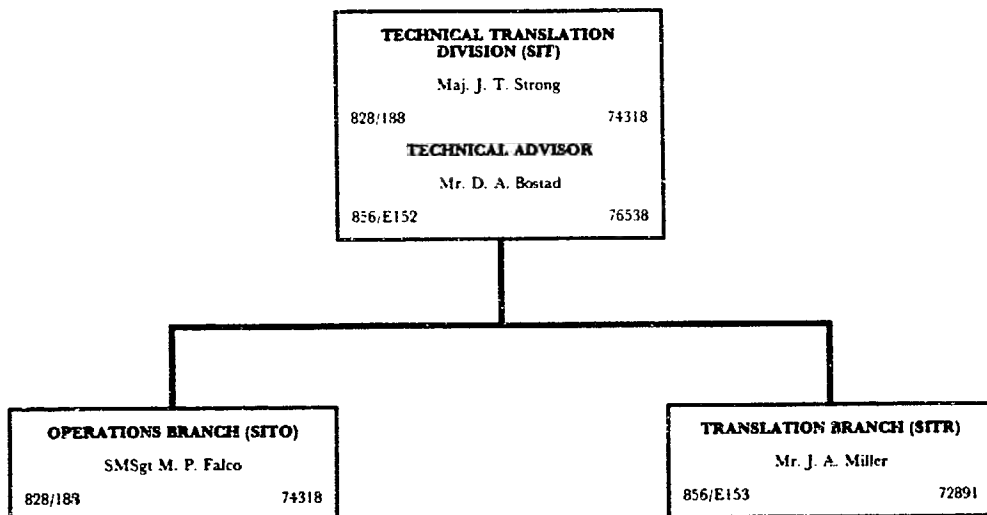 TECHNICAL TRANSLATION
DIVISION (SIT)
Maj. J. T. Strong
828/188 74318
TECHNICAL ADVISOR
Mr. D. A. Bostad
856/E152 76538
OPERATIONS BRANCH (SITO)
SMSgt M. P. Falco
828/188 74318
TRANSLATION BRANCH (SITR)
Mr. J. A. Miller
856/E153 72891